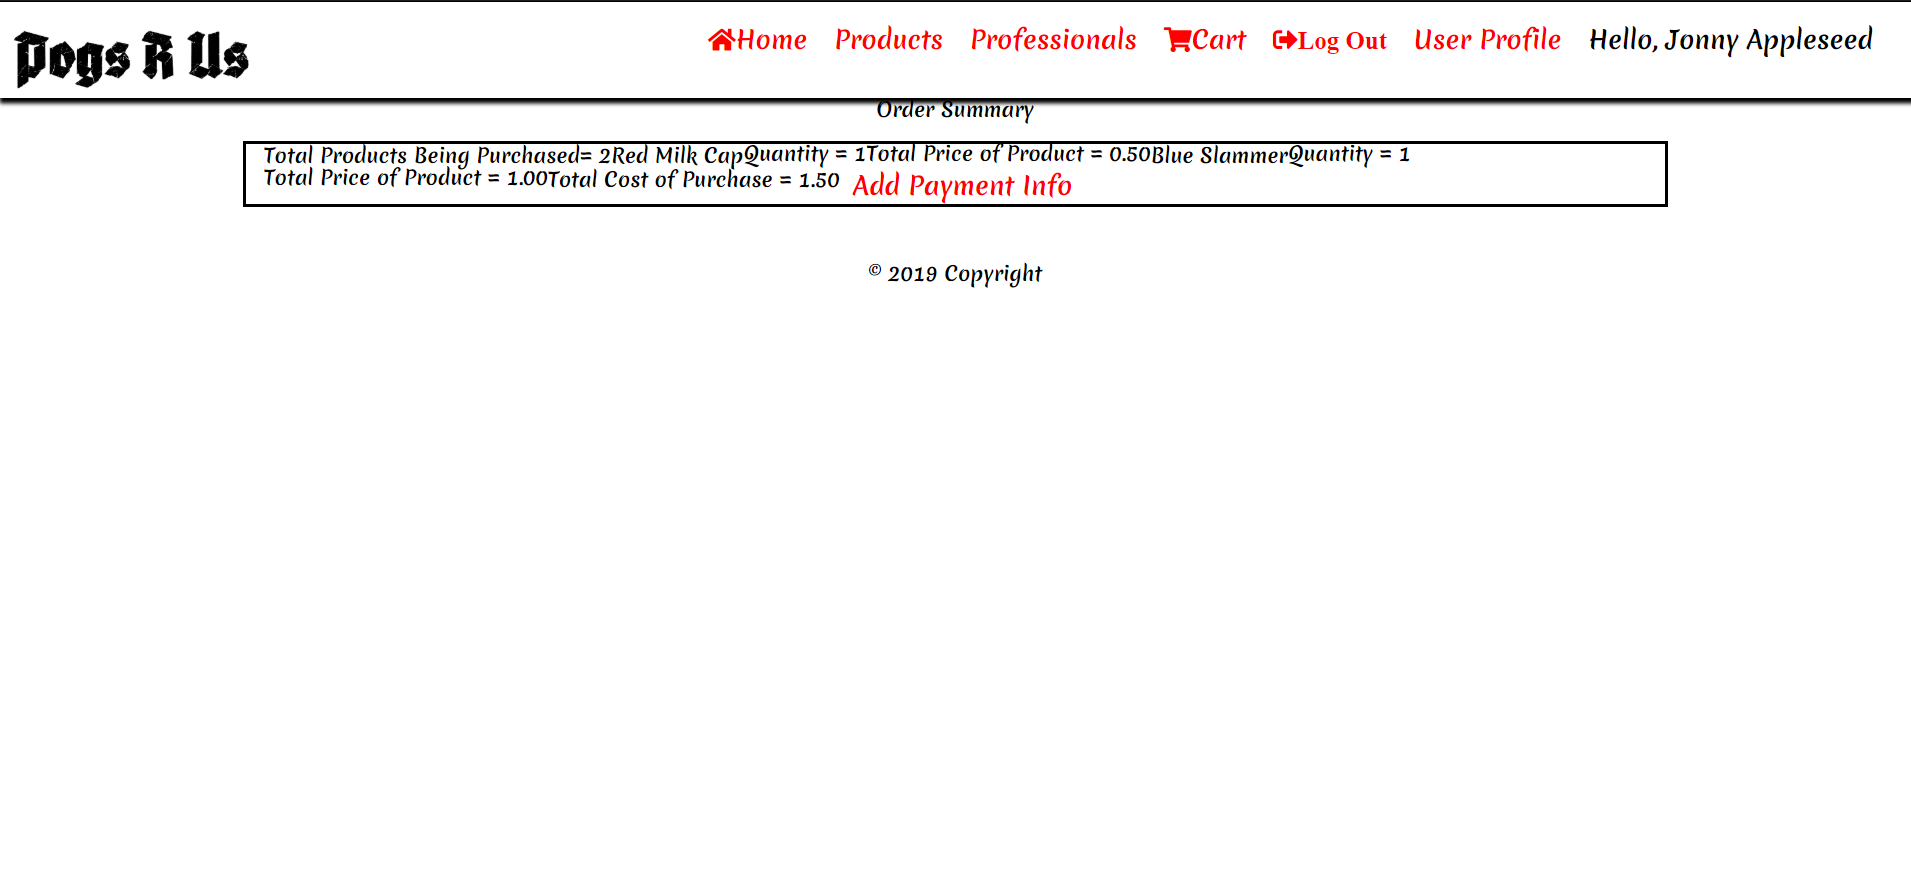 Pogs R Us
Home Products Professionals Cart Log Out User Profile Hello, Jonny Appleseed
Order Summary
Total Products Being Purchased= 2Red Milk CapQuantity = 1Total Price of Product = 0.50Blue SlammerQuantity = 1
Total Price of Product = 1.00Total Cost of Purchase = 1.50 Add Payment Info
© 2019 Copyright